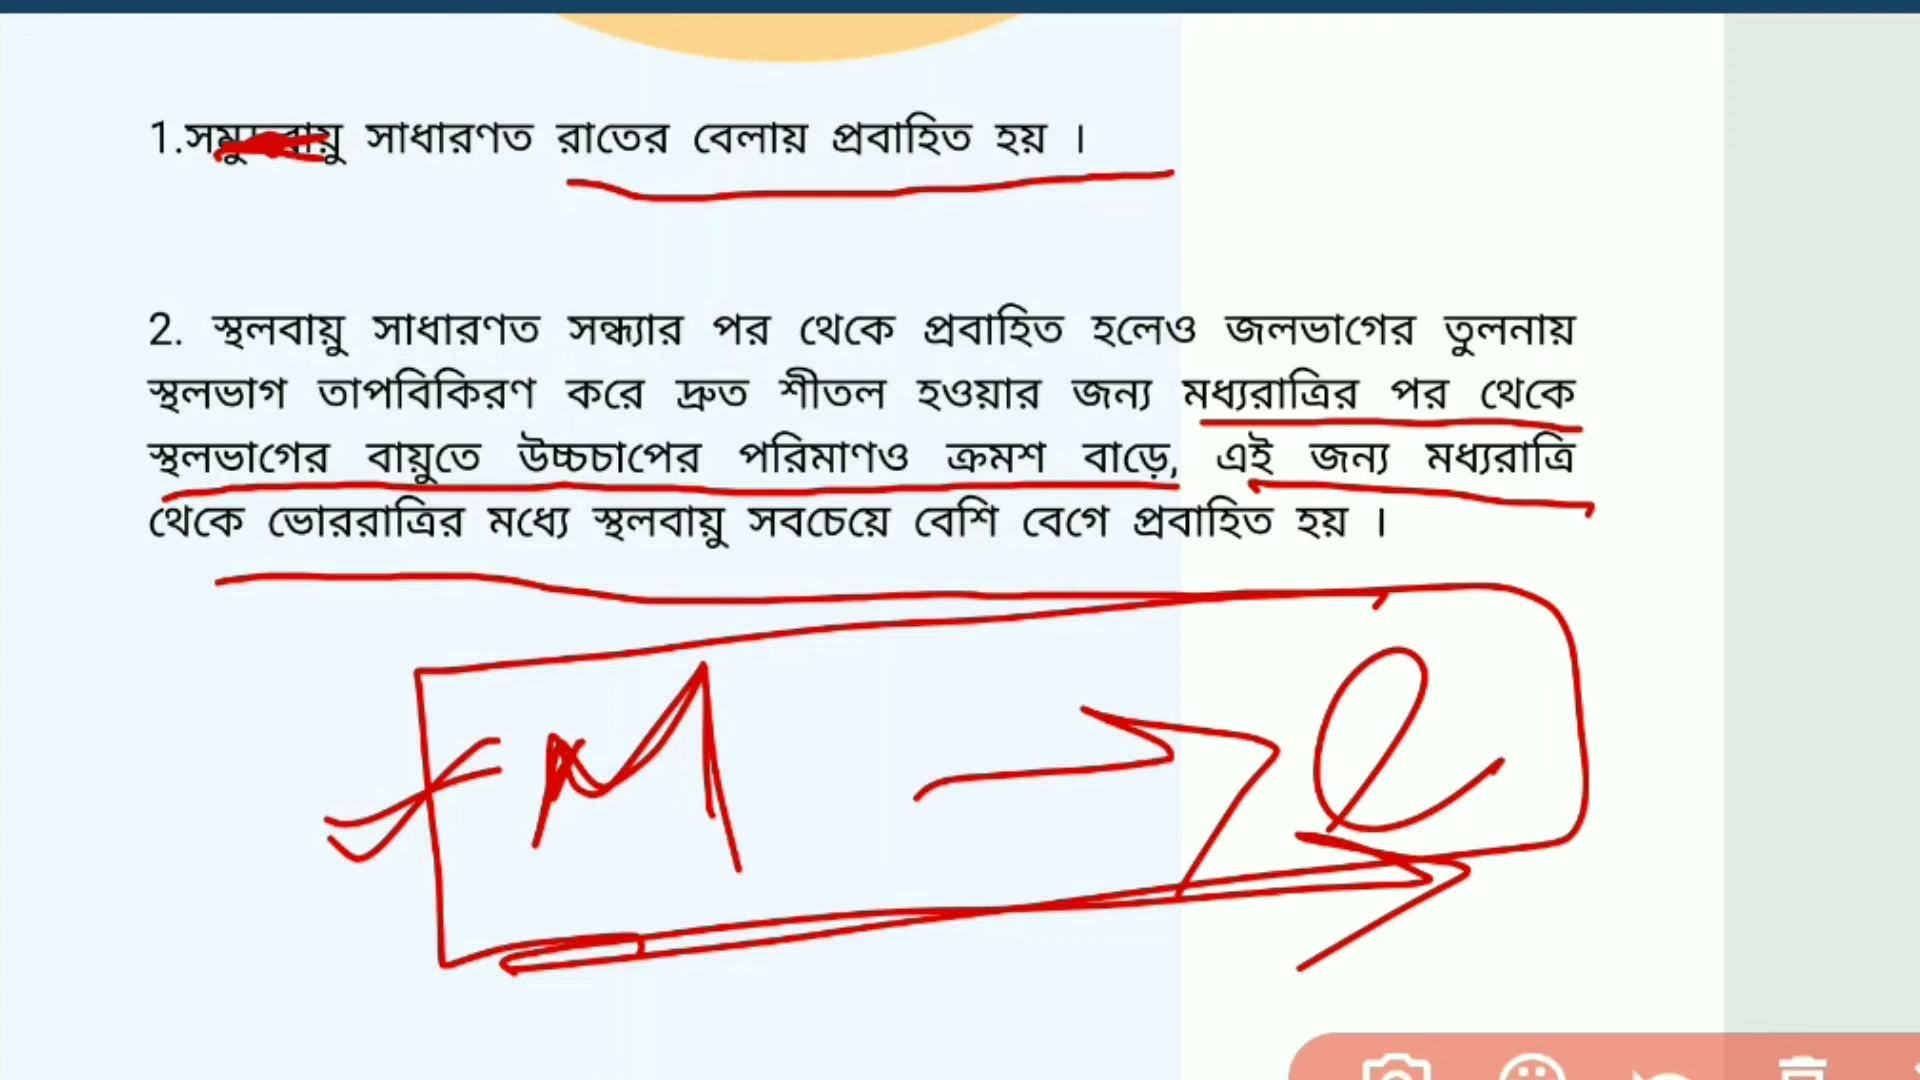 1.সমুদ্রবায়ু সাধারণত রাতের বেলায় প্রবাহিত হয় ।
2. স্থলবায়ু সাধারণত সন্ধ্যার পর থেকে প্রবাহিত হলেও জলভাগের তুলনায়
স্থলভাগ তাপবিকিরণ করে দ্রুত শীতল হওয়ার জন্য মধ্যরাত্রির পর থেকে
স্থলভাগের বায়ুতে উচ্চচাপের পরিমাণও ক্রমশ বাড়ে, এই জন্য মধ্যরাত্রি
থেকে ভোররাত্রির মধ্যে স্থলবায়ু সবচেয়ে বেশি বেগে প্রবাহিত হয় ।
M → l